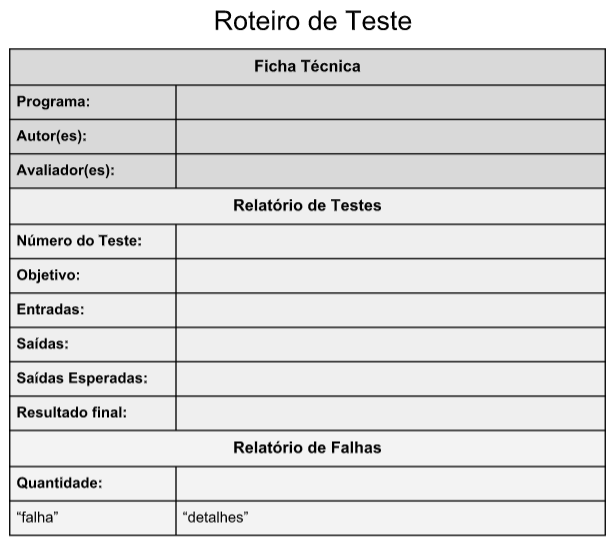 Roteiro de Teste
Ficha Técnica
Programa:
Autor(es):
Avaliador(es):
Relatório de Testes
Número do Teste:
Objetivo:
Entradas:
Saídas:
Saídas Esperadas:
Resultado final:
Relatório de Falhas
Quantidade:
“falha” “detalhes”